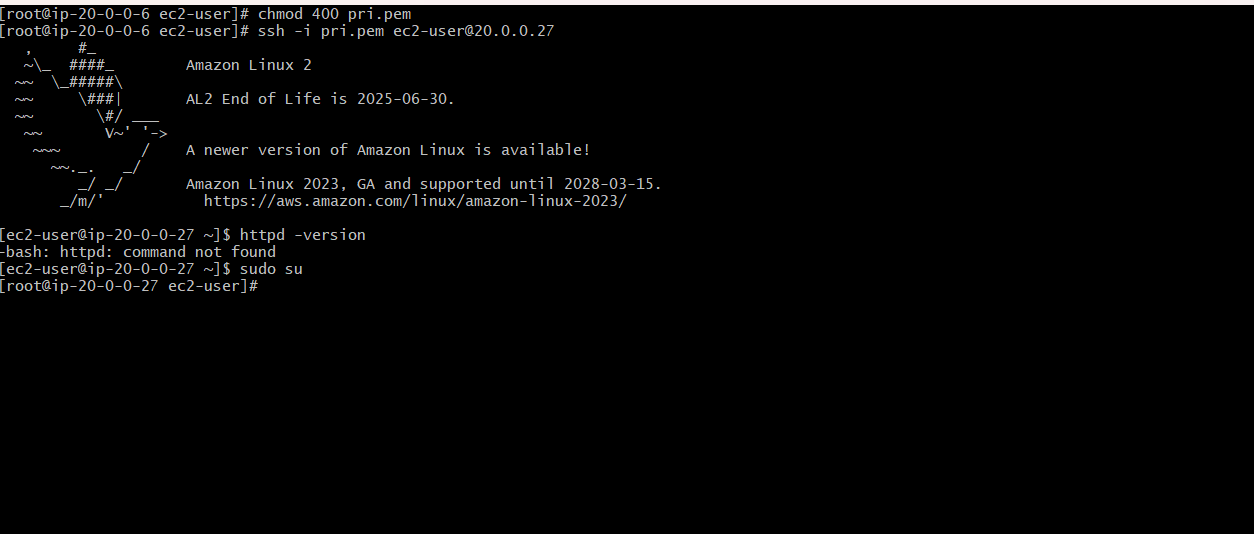 [root@ip-20-0-0-6 ec2-user]# chmod 400 pri.pem
[root@ip-20-0-0-6 ec2-user]# ssh -i pri.pem ec2-user@20.0.0.27
   ,     #_
   ~\_  ####_        Amazon Linux 2
  ~~  \_#####\
  ~~     \###|       AL2 End of Life is 2025-06-30.
  ~~       \#/ ___
   ~~       V~' '->
    ~~~         /    A newer version of Amazon Linux is available!
      ~~._.   _/
         _/ _/       Amazon Linux 2023, GA and supported until 2028-03-15.
       _/m/'           https://aws.amazon.com/linux/amazon-linux-2023/
[ec2-user@ip-20-0-0-27 ~]$ httpd -version
-bash: httpd: command not found
[ec2-user@ip-20-0-0-27 ~]$ sudo su
[root@ip-20-0-0-27 ec2-user]#